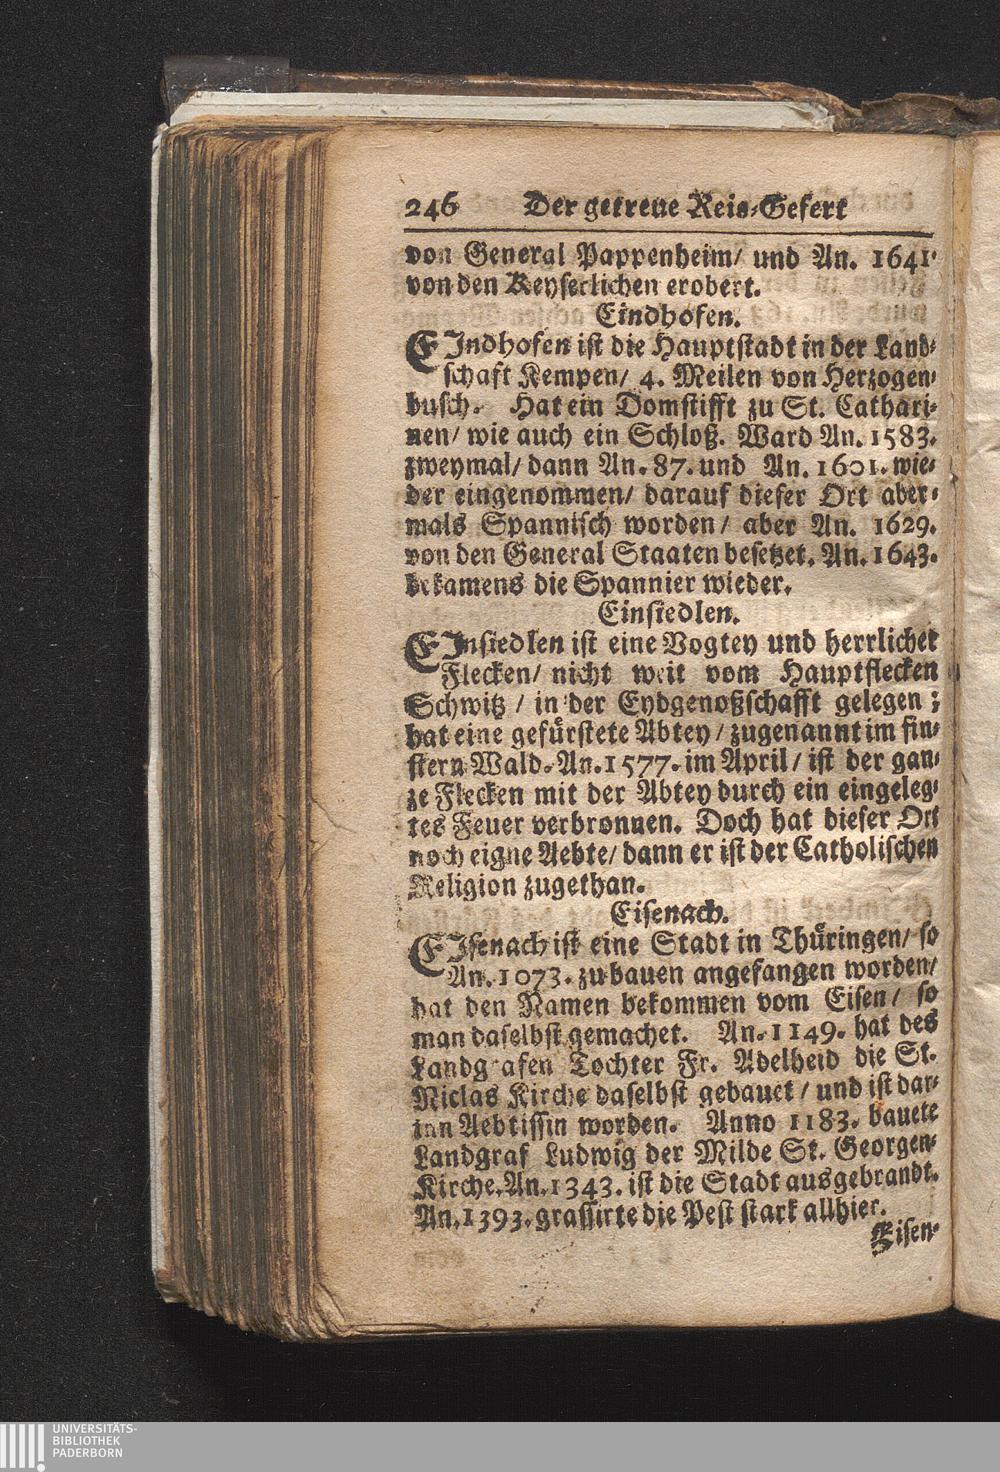 246 Der getreue Reis-Gefert
von General Pappenheim/ und An. 1641.
von den Keyserlichen erobert.
Eindhofen.
EIndhofen ist die Hauptstadt in der Land-
schaft Kempen/ 4. Meilen von Herzogen-
busch. Hat ein Domstifft zu St. Cathari-
nen/ wie auch ein Schloß. Ward An. 1583.
zweymal/ dann An. 87. und An. 1601. wie-
der eingenommen/ darauf dieser Ort aber-
mals Spannisch worden/ aber An. 1629.
von den General Staaten besetzet. An. 1643.
bekamens die Spannier wieder.
Einsiedlen.
EInsiedlen ist eine Vogtey und herrlicher
Flecken/ nicht weit vom Hauptflecken
Schwitz / in der Eydgenoßschafft gelegen;
hat eine gefürstete Abtey / zugenannt im fin-
stern Wald. An. 1577. im April / ist der gan-
ze Flecken mit der Abtey durch ein eingeleg-
tes Feuer verbronnen. Doch hat dieser Ort
noch eigne Aebte/ dann er ist der Catholischen
Religion zugethan.
Eisenach.
EIsenach ist eine Stadt in Thüringen/ so
An. 1073. zu bauen angefangen worden/
hat den Namen bekommen vom Eisen/ so
man daselbst gemachet. An. 1149. hat des
Landgrafen Tochter Fr. Adelheid die St.
Niclas Kirche daselbst gebauet / und ist dar-
inn Aebtissin worden. Anno 1183. bauete
Landgraf Ludwig der Milde St. Georgen-
Kirche. An. 1343. ist die Stadt ausgebrandt.
An. 1393. grassirte die Pest stark allhier.
Eisen-
UNIVERSITÄTS-
BIBLIOTHEK
PADERBORN